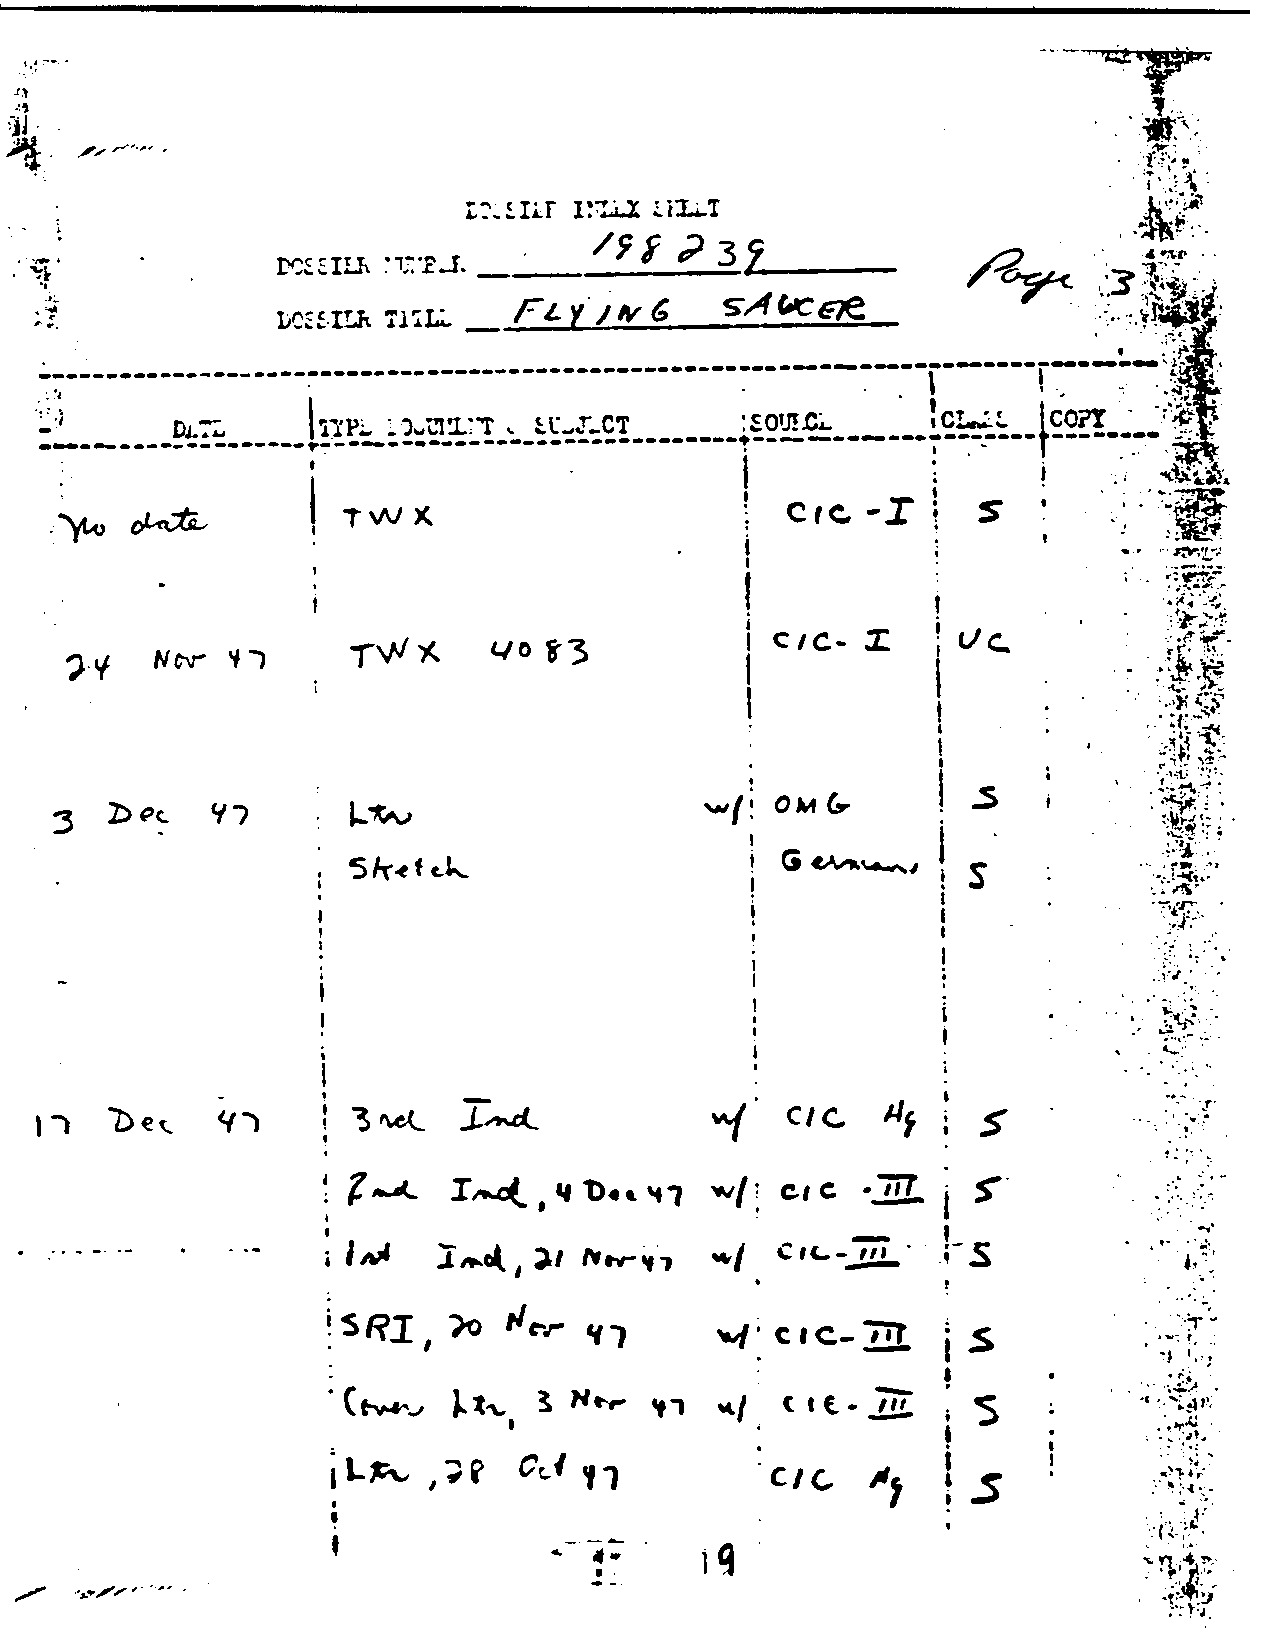 DOSSIER INDEX SHEET
DOSSIER NUMBER 198239
Page 3
DOSSIER TITLE FLYING SAUCER
DATE TYPE DOCUMENT & SUBJECT SOURCE CLASS COPY
No date TWX CIC-I S
24 Nov 47 TWX 4083 CIC-I UC
3 Dec 47 Ltr w/ OMG S
Sketch Germany S
17 Dec 47 3rd Ind w/ CIC Hq S
2nd Ind, 4 Dec 47 w/ CIC-III S
1st Ind, 21 Nov 47 w/ CIC-III S
SRI, 20 Nov 47 w/ CIC-III S
Cover Ltr, 3 Nov 47 w/ CIC-III S
Ltr, 28 Oct 47 CIC Hq S
19